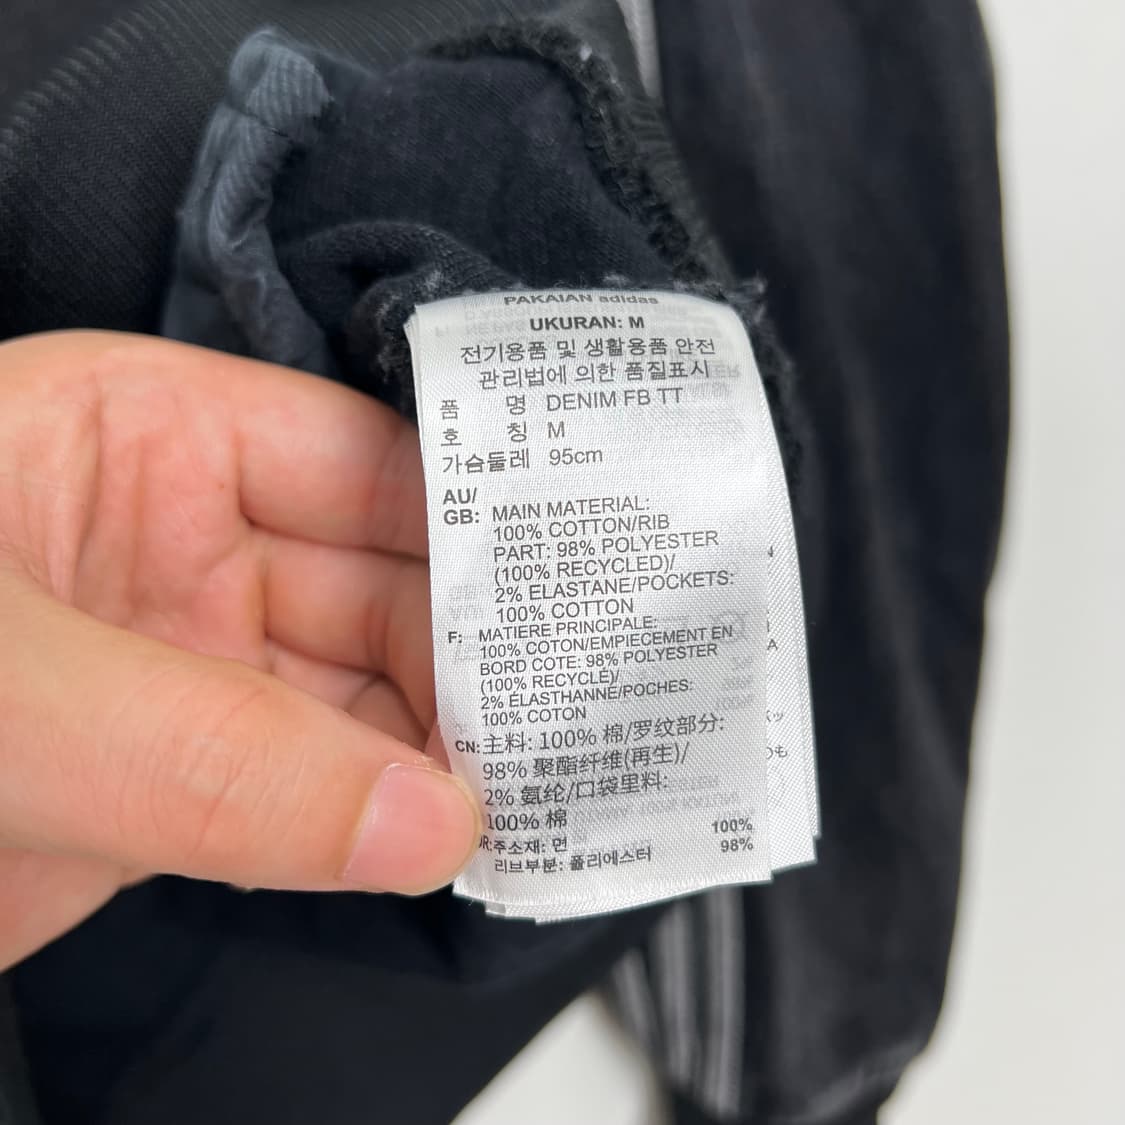 PAKAIAN adidas
UKURAN: M
전기용품 및 생활용품 안전
관리법에 의한 품질표시
품 명 DENIM FB TT
호 칭 M
가슴둘레 95cm
AU/
GB: MAIN MATERIAL:
100% COTTON/RIB
PART: 98% POLYESTER
(100% RECYCLED)/
2% ELASTANE/POCKETS:
100% COTTON
F: MATIERE PRINCIPALE:
100% COTON/EMPIECEMENT EN
BORD COTE: 98% POLYESTER
(100% RECYCLÉ)/
2% ÉLASTHANNE/POCHES:
100% COTON
CN: 主料: 100% 棉/罗纹部分:
98% 聚酯纤维(再生)/
2% 氨纶/口袋里料:
100% 棉
주소재: 면 100%
리브부분: 폴리에스터 98%